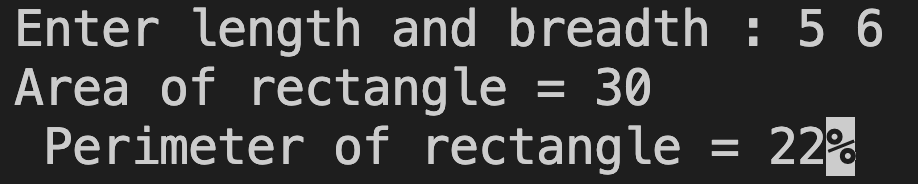 Enter length and breadth : 5 6
Area of rectangle = 30
 Perimeter of rectangle = 22%